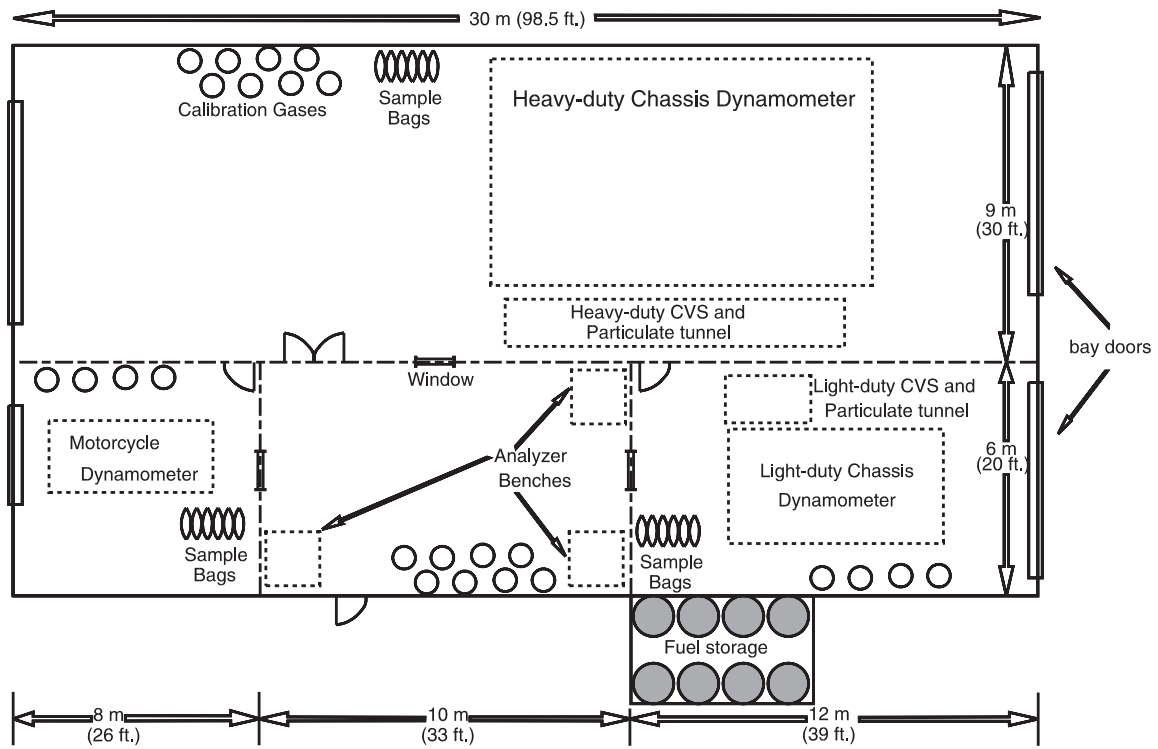 30 m (98.5 ft.)
Calibration Gases
Sample
Bags
Heavy-duty Chassis Dynamometer
9 m
(30 ft.)
Heavy-duty CVS and
Particulate tunnel
bay doors
Window
Light-duty CVS and
Particulate tunnel
Motorcycle
Dynamometer
Analyzer
Benches
Light-duty Chassis
Dynamometer
6 m
(20 ft.)
Sample
Bags
Sample
Bags
Fuel storage
8 m
(26 ft.)
10 m
(33 ft.)
12 m
(39 ft.)